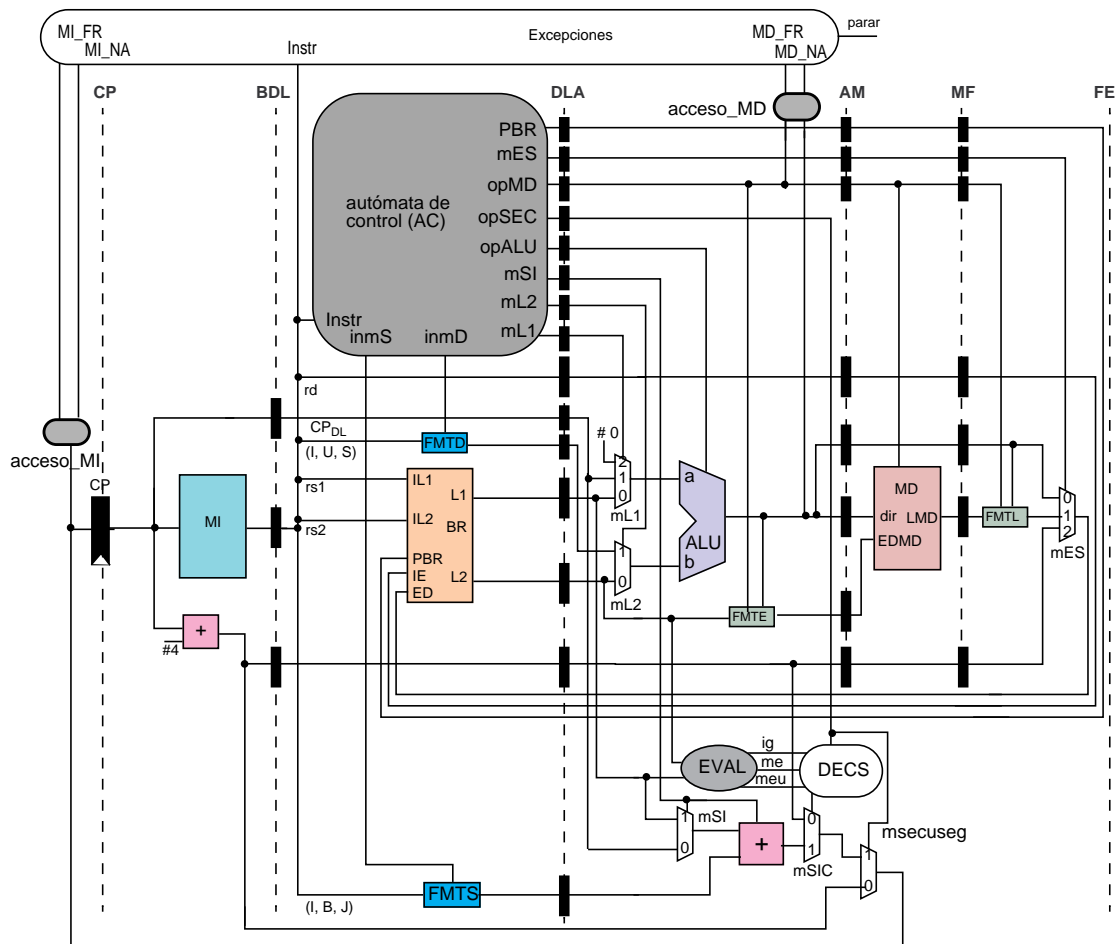 MI_FR
MI_NA
Instr
Excepciones
MD_FR
MD_NA
parar
CP
BDL
DLA
acceso_MD
AM
MF
FE
PBR
mES
opMD
opSEC
opALU
mSI
mL2
mL1
autómata de
control (AC)
Instr
inmS
inmD
rd
acceso_MI
CPDL
(I, U, S)
FMTD
# 0
2
1
0
mL1
a
ALU
b
CP
MI
rs1
rs2
IL1
IL2
L1
BR
PBR
IE
ED
L2
1
0
mL2
MD
dir
LMD
EDMD
FMTL
0
1
2
mES
FMTE
+
#4
EVAL
ig
me
meu
DECS
1
0
mSI
+
0
1
mSIC
msecuseg
1
0
FMTS
(I, B, J)